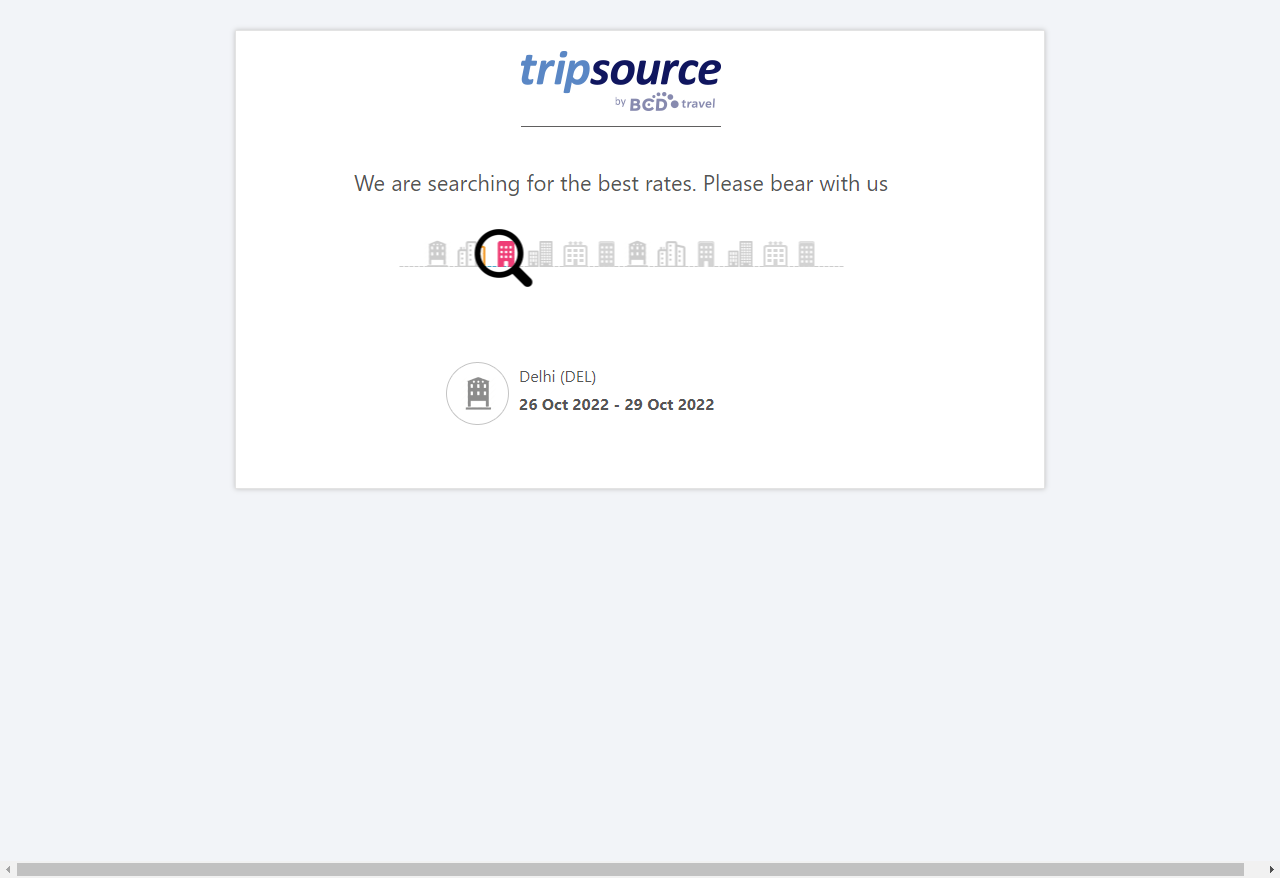 tripsource
by BCD travel
We are searching for the best rates. Please bear with us
Delhi (DEL)
26 Oct 2022 - 29 Oct 2022